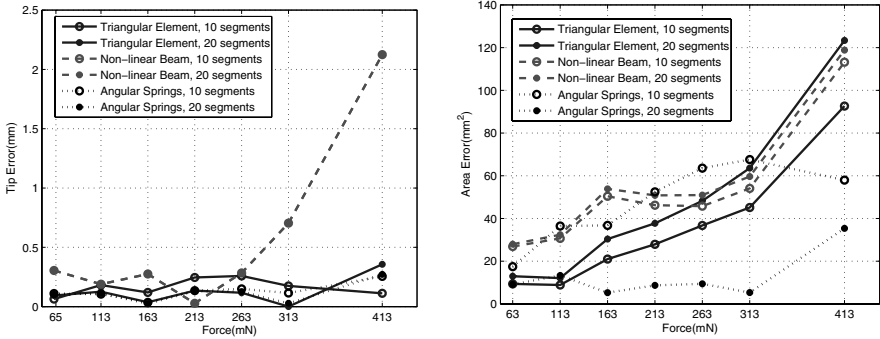 2.5
2
1.5
1
0.5
0
Tip Error(mm)
Triangular Element, 10 segments
Triangular Element, 20 segments
Non−linear Beam, 10 segments
Non−linear Beam, 20 segments
Angular Springs, 10 segments
Angular Springs, 20 segments
65 113 163 213 263 313 413
Force(mN)
140
120
100
80
60
40
20
0
Area Error(mm²)
Triangular Element, 10 segments
Triangular Element, 20 segments
Non−linear Beam, 10 segments
Non−linear Beam, 20 segments
Angular Springs, 10 segments
Angular Springs, 20 segments
63 113 163 213 263 313 413
Force(mN)